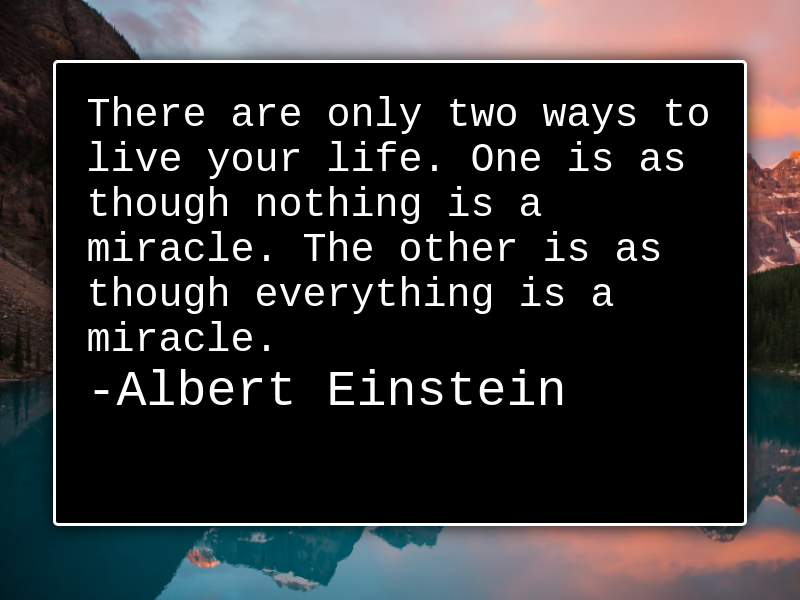 There are only two ways to
live your life. One is as
though nothing is a
miracle. The other is as
though everything is a
miracle.
-Albert Einstein